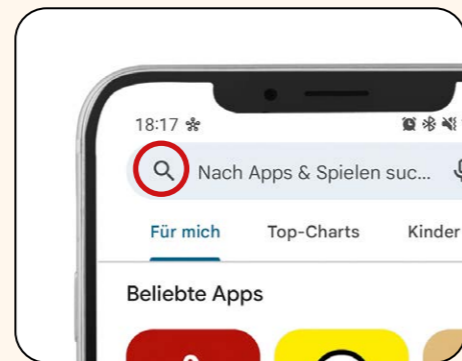 18:17
Nach Apps & Spielen suc...
Für mich Top-Charts Kinder
Beliebte Apps